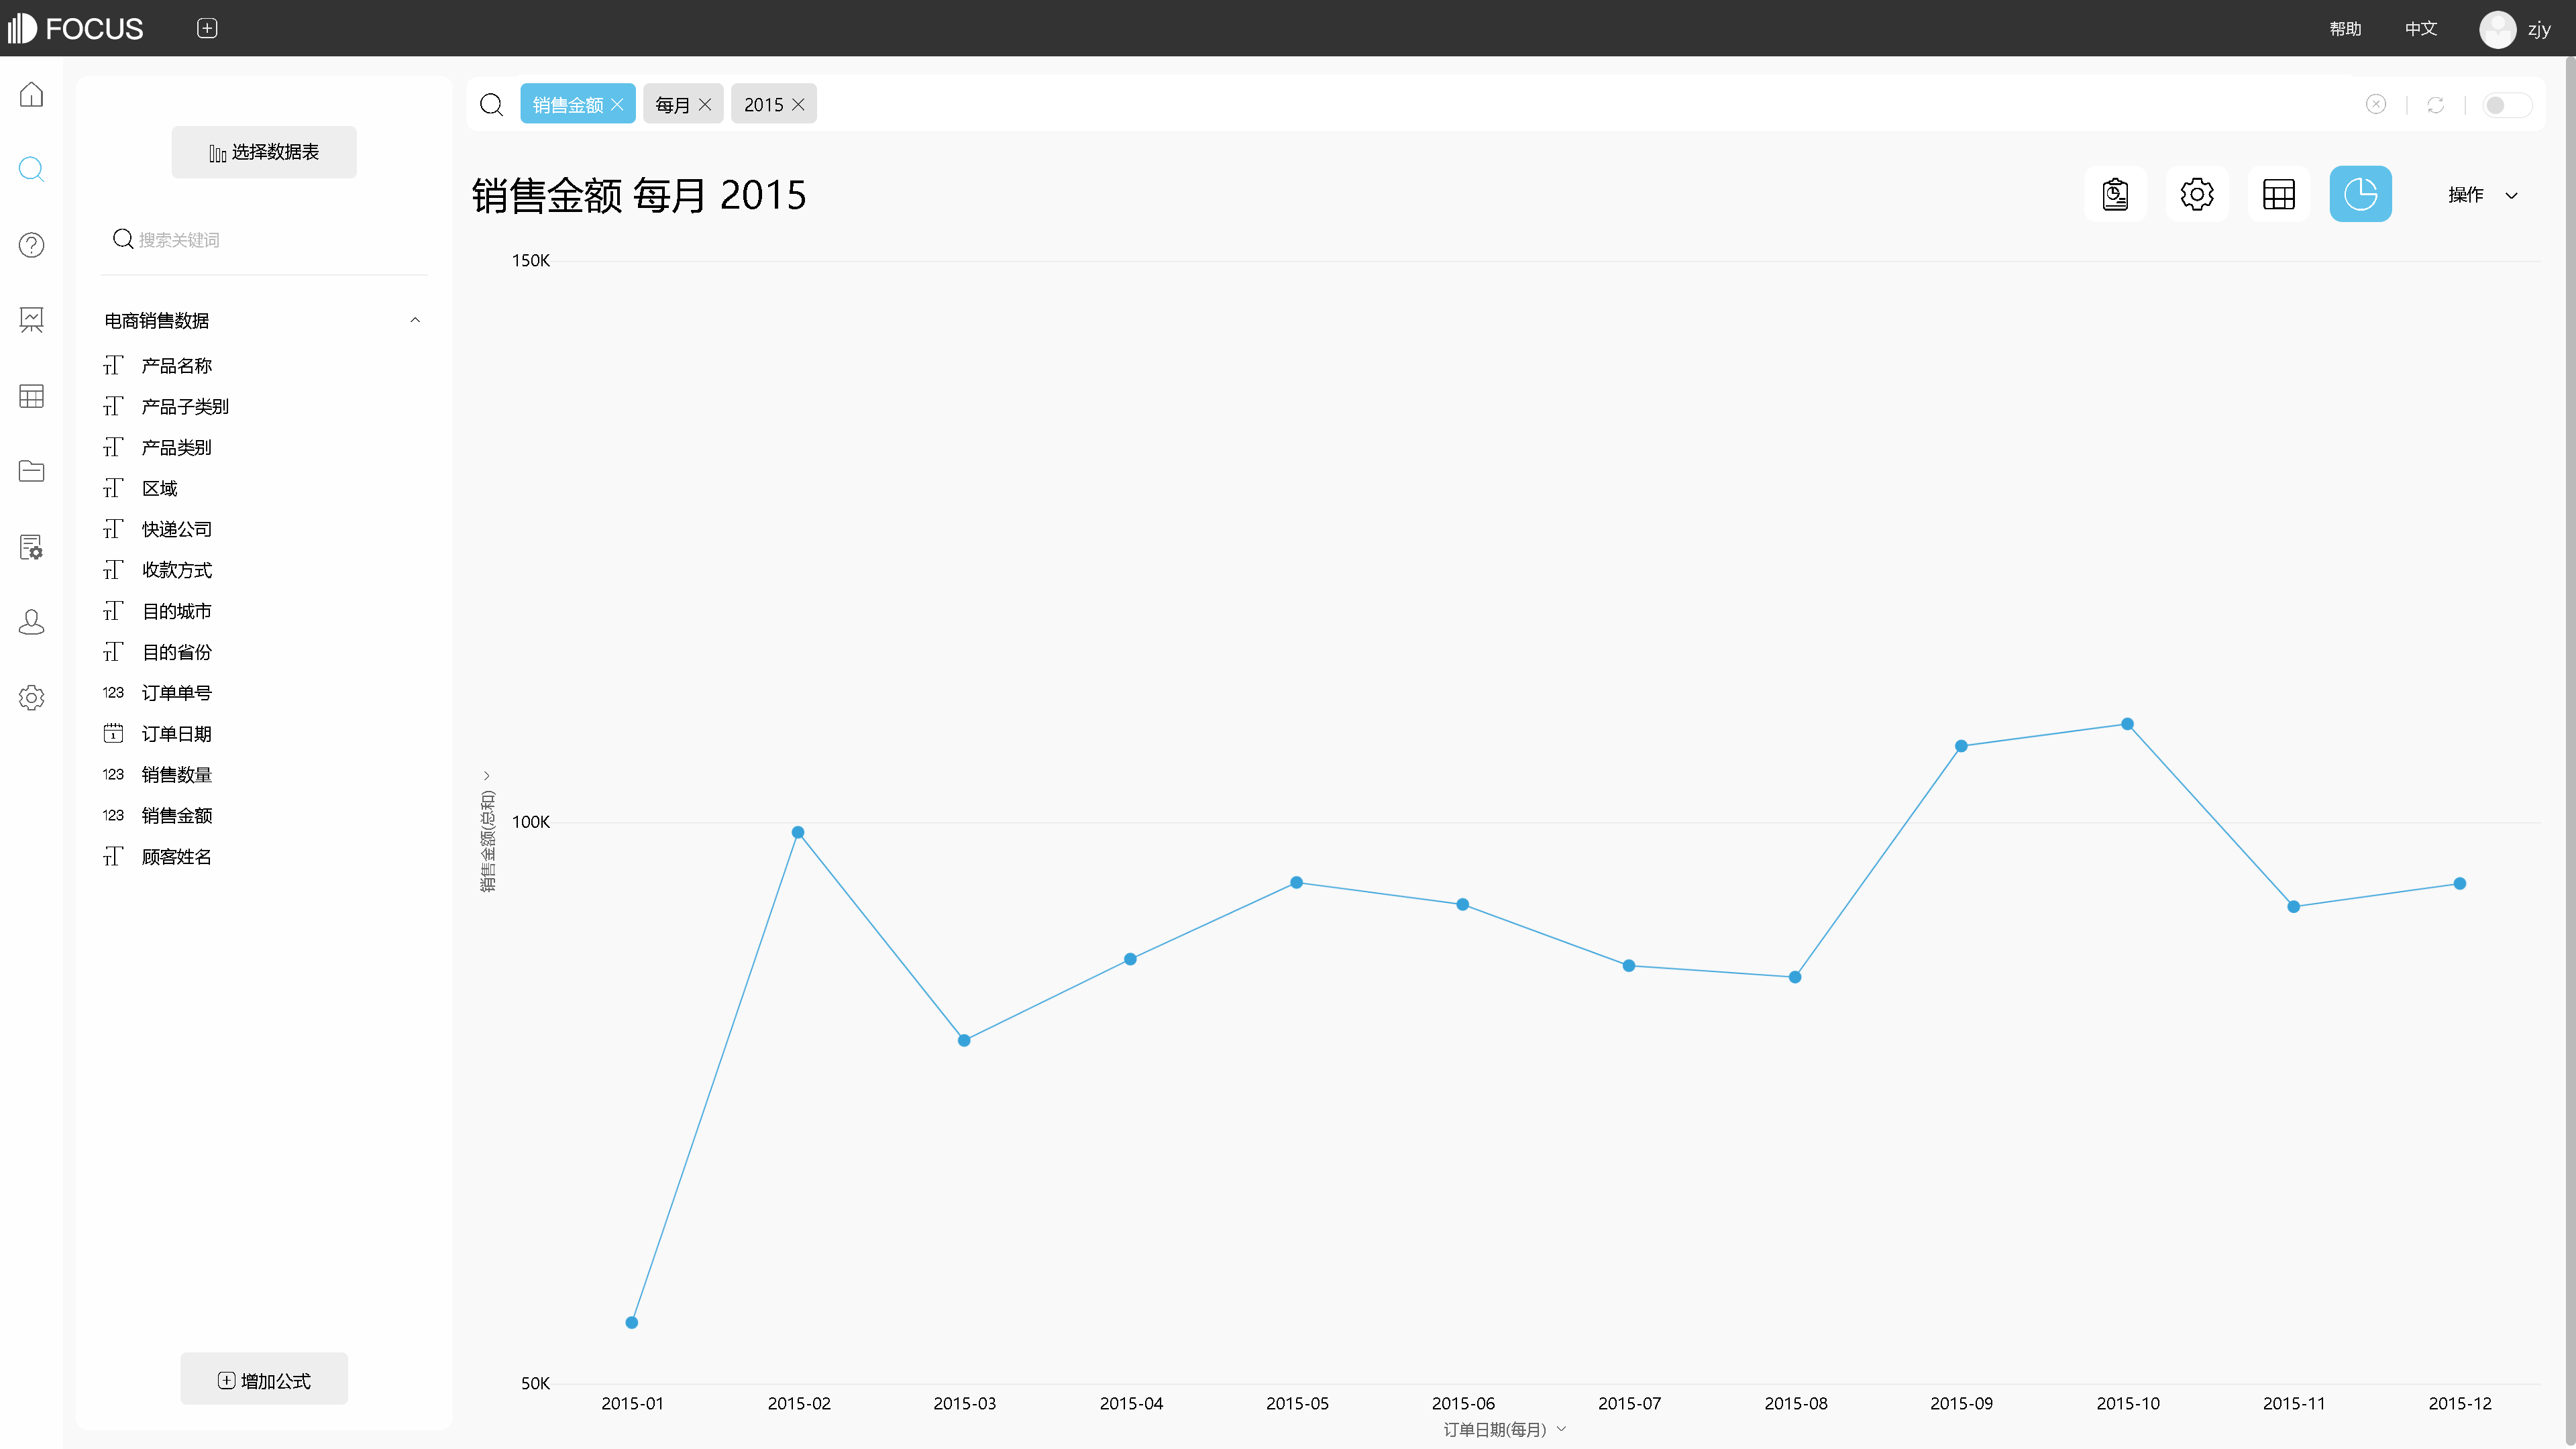 FOCUS
帮助 中文 zjy
选择数据表
搜索关键词
电商销售数据
产品名称
产品子类别
产品类别
区域
快递公司
收款方式
目的城市
目的省份
123 订单单号
1 订单日期
123 销售数量
123 销售金额
顾客姓名
增加公式
销售金额 每月 2015
销售金额 每月 2015
操作
150K
100K
50K
销售金额(总和)
2015-01 2015-02 2015-03 2015-04 2015-05 2015-06 2015-07 2015-08 2015-09 2015-10 2015-11 2015-12
订单日期(每月)